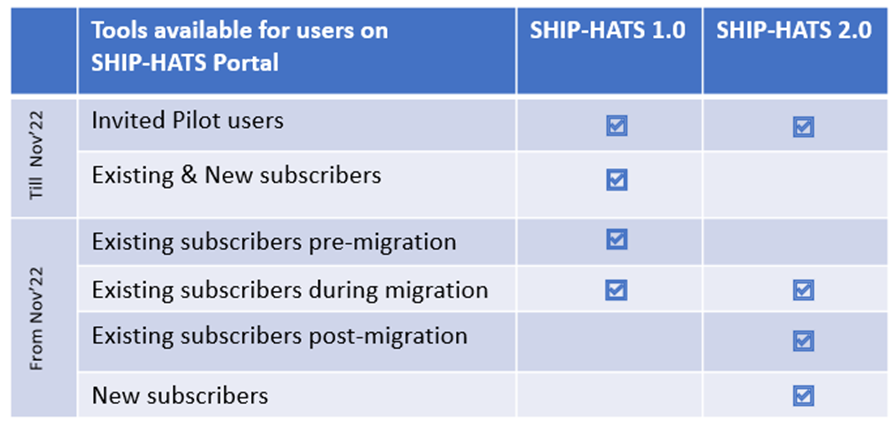 Tools available for users on
SHIP-HATS Portal
SHIP-HATS 1.0
SHIP-HATS 2.0
Till Nov'22
Invited Pilot users
Existing & New subscribers
From Nov'22
Existing subscribers pre-migration
Existing subscribers during migration
Existing subscribers post-migration
New subscribers